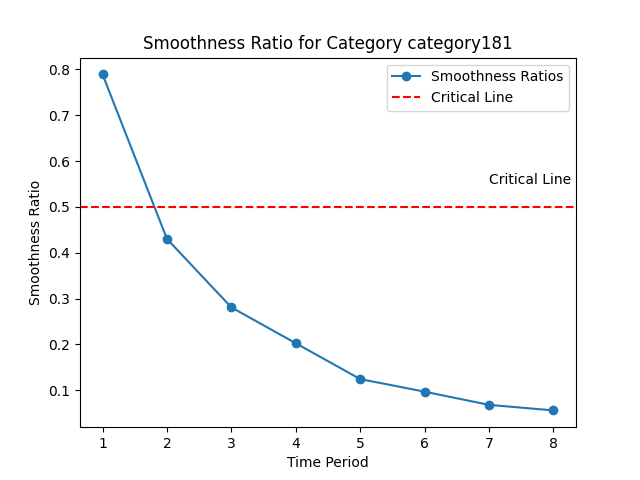 Smoothness Ratio for Category category181
Smoothness Ratios
Critical Line
Critical Line
Smoothness Ratio
0.8
0.7
0.6
0.5
0.4
0.3
0.2
0.1
1 2 3 4 5 6 7 8
Time Period